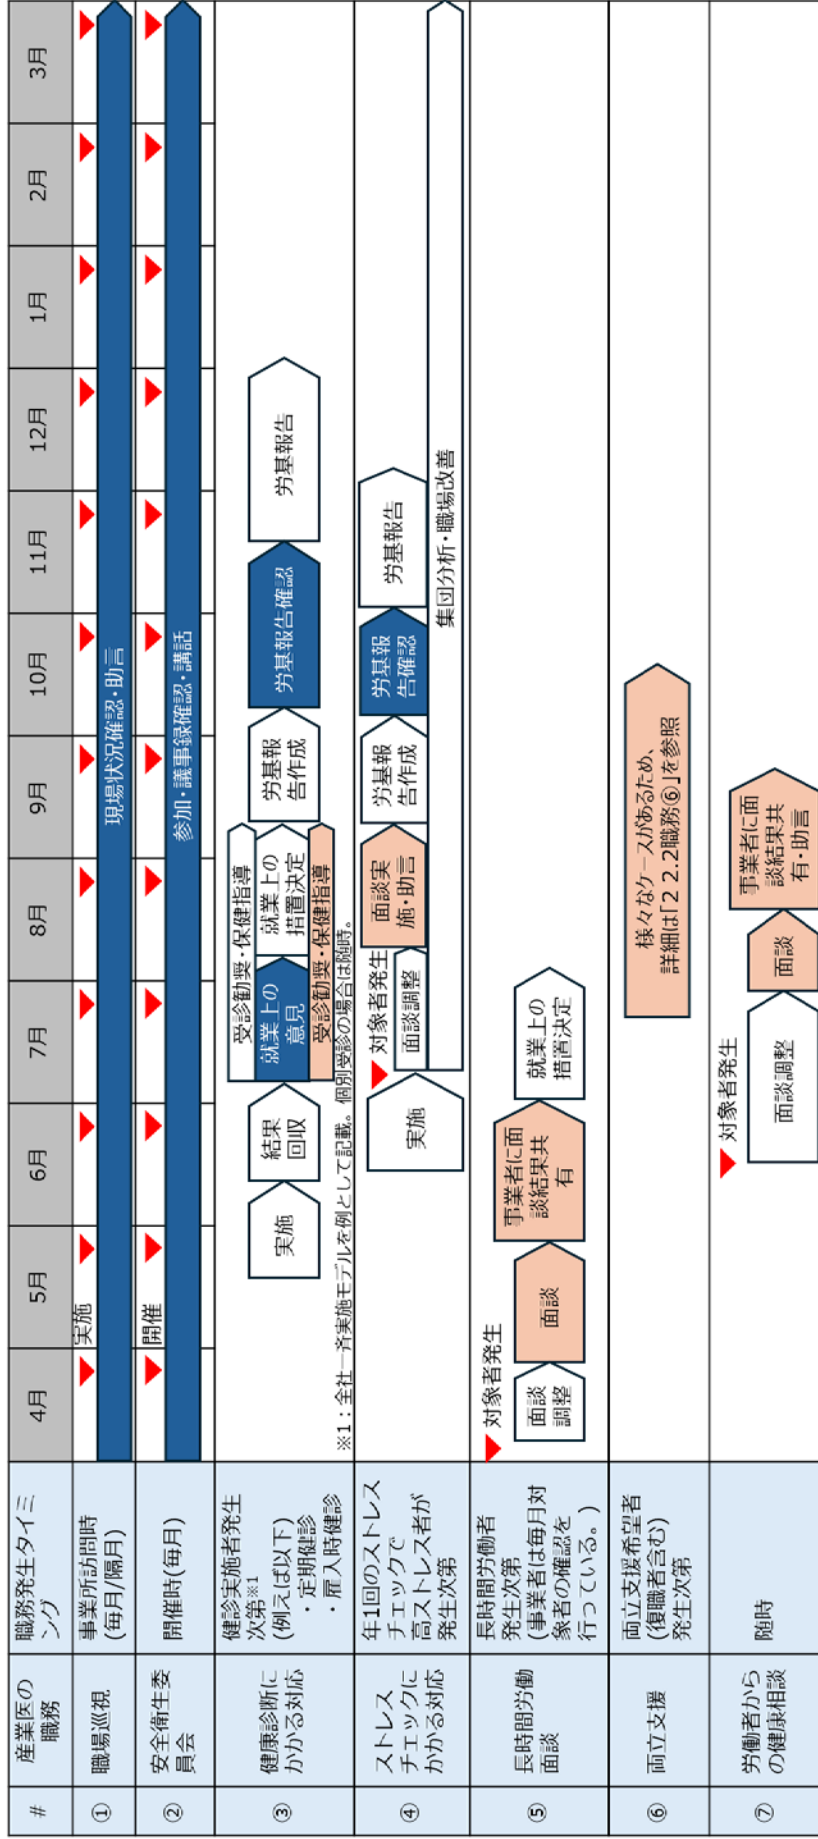 #
産業医の
職務
職務発生タイミ
ング
4月
5月
6月
7月
8月
9月
10月
11月
12月
1月
2月
3月
①
職場巡視
事業所訪問時
(毎月/隔月)
実施
現場状況確認・助言
②
安全衛生委
員会
開催時(毎月)
開催
参加・議事録確認・講話
③
健康診断に
かかる対応
健診実施者発生
次第※1
(例えば以下)
・定期健診
・雇入時健診
実施
結果
回収
受診勧奨・保健指導
就業上の
意見
就業上の
措置決定
受診勧奨・保健指導
労基報
告作成
労基報告確認
労基報告
※1：全社一斉実施モデルを例として記載。個別受診の場合は随時。
④
ストレス
チェックに
かかる対応
年1回のストレス
チェックで
高ストレス者が
発生次第
実施
対象者発生
面談調整
面談実
施・助言
労基報
告作成
労基報
告確認
労基報告
集団分析・職場改善
⑤
長時間労働
面談
長時間労働者
発生次第
(事業者は毎月対
象者の確認を
行っている。)
対象者発生
面談
調整
面談
事業者に面
談結果共
有
就業上の
措置決定
⑥
両立支援
両立支援希望者
(復職者含む)
発生次第
様々なケースがあるため、
詳細は「2 2.2職務⑥」を参照
⑦
労働者から
の健康相談
随時
対象者発生
面談調整
面談
事業者に面
談結果共
有・助言